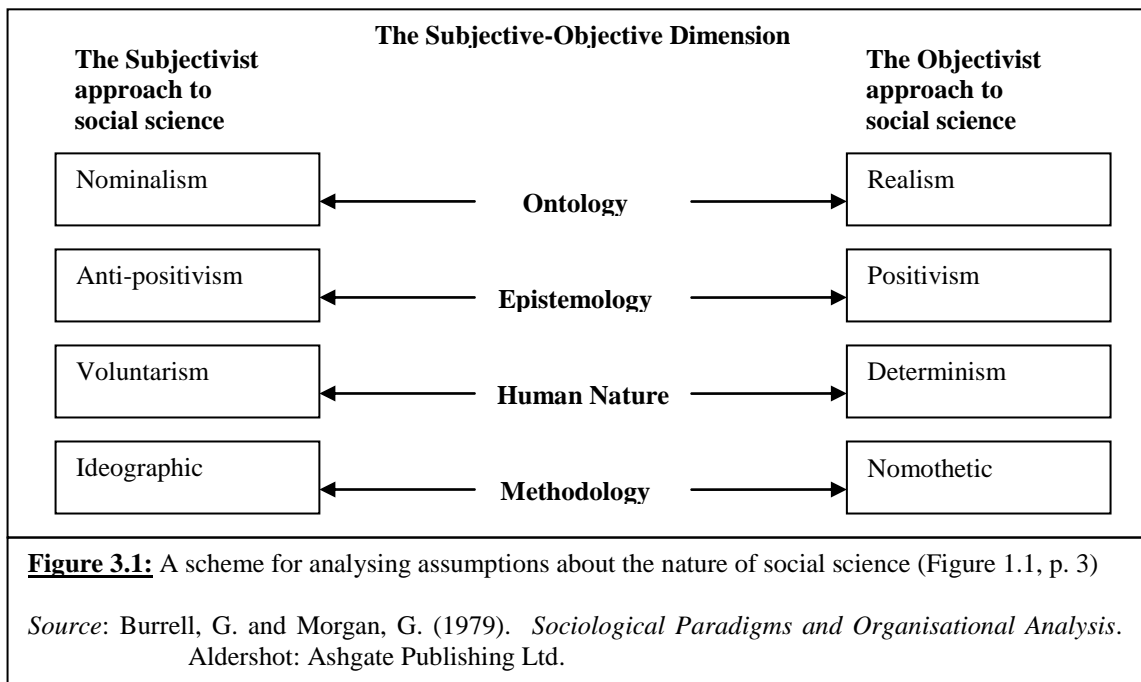 The Subjective-Objective Dimension
The Subjectivist
approach to
social science
The Objectivist
approach to
social science
Nominalism
Ontology
Realism
Anti-positivism
Epistemology
Positivism
Voluntarism
Human Nature
Determinism
Ideographic
Methodology
Nomothetic
Figure 3.1: A scheme for analysing assumptions about the nature of social science (Figure 1.1, p. 3)
Source: Burrell, G. and Morgan, G. (1979). Sociological Paradigms and Organisational Analysis.
Aldershot: Ashgate Publishing Ltd.